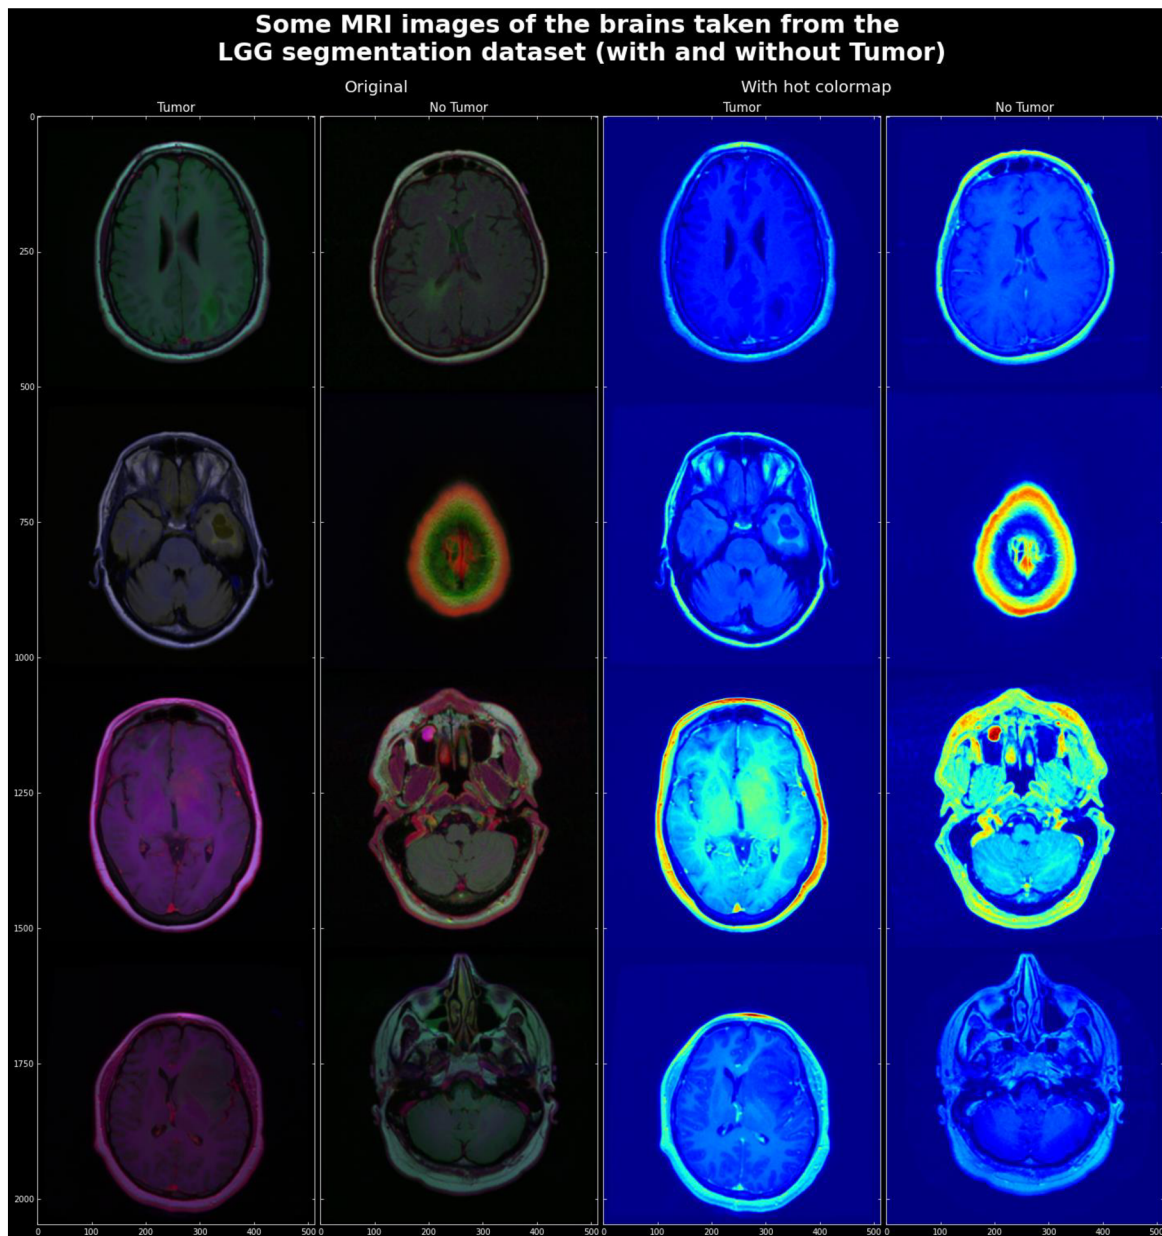 Some MRI images of the brains taken from the
LGG segmentation dataset (with and without Tumor)
Original
With hot colormap
Tumor
No Tumor
Tumor
No Tumor
0
250
500
750
1000
1250
1500
1750
2000
0 100 200 300 400 500
0 100 200 300 400 500
0 100 200 300 400 500
0 100 200 300 400 500